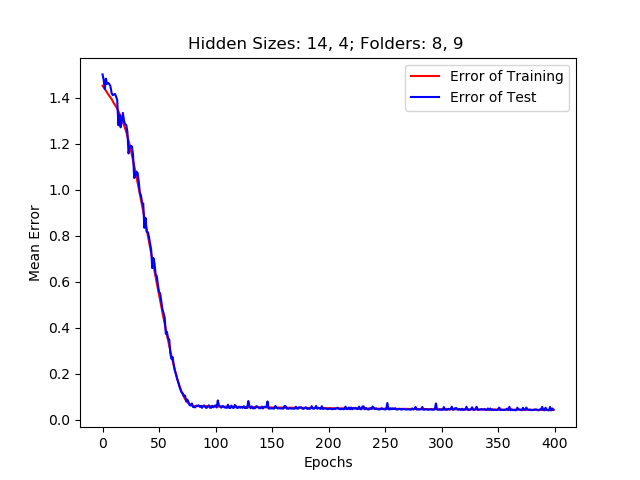 Hidden Sizes: 14, 4; Folders: 8, 9
Error of Training
Error of Test
Mean Error
1.4
1.2
1.0
0.8
0.6
0.4
0.2
0.0
0 50 100 150 200 250 300 350 400
Epochs